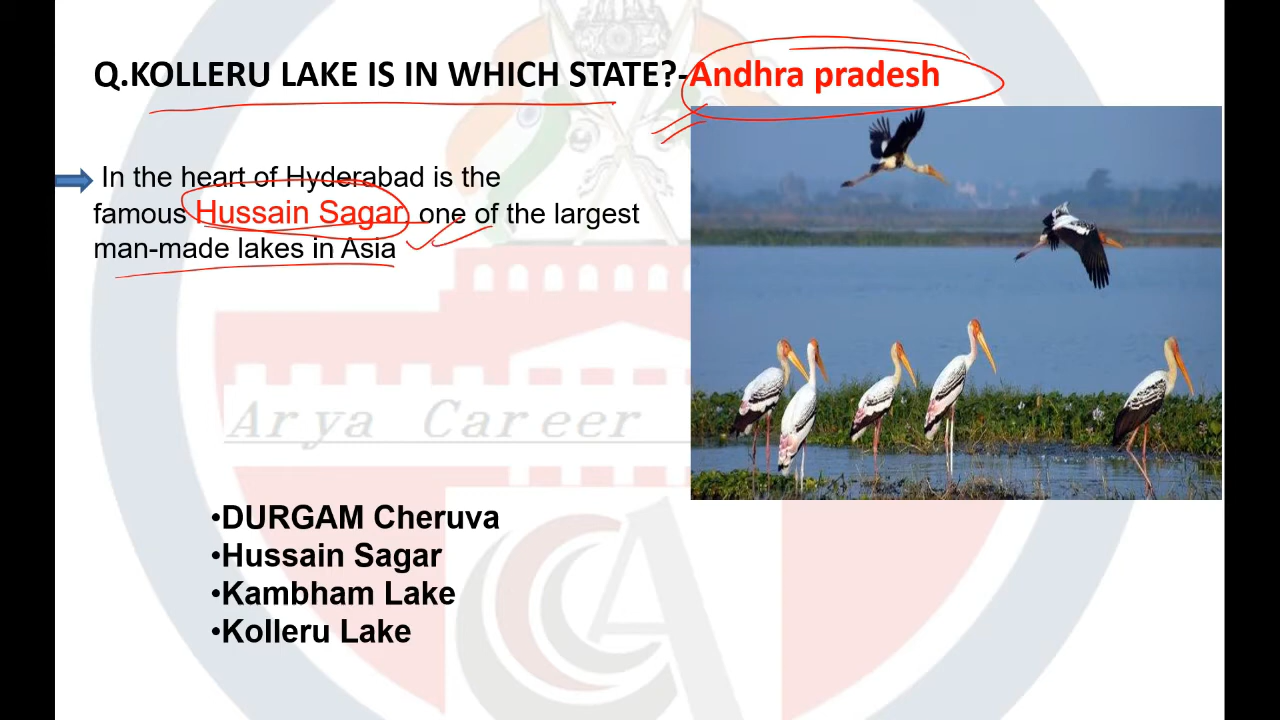 Q.KOLLERU LAKE IS IN WHICH STATE?-Andhra pradesh
In the heart of Hyderabad is the
famous Hussain Sagar, one of the largest
man-made lakes in Asia
Arya Career
•DURGAM Cheruva
•Hussain Sagar
•Kambham Lake
•Kolleru Lake